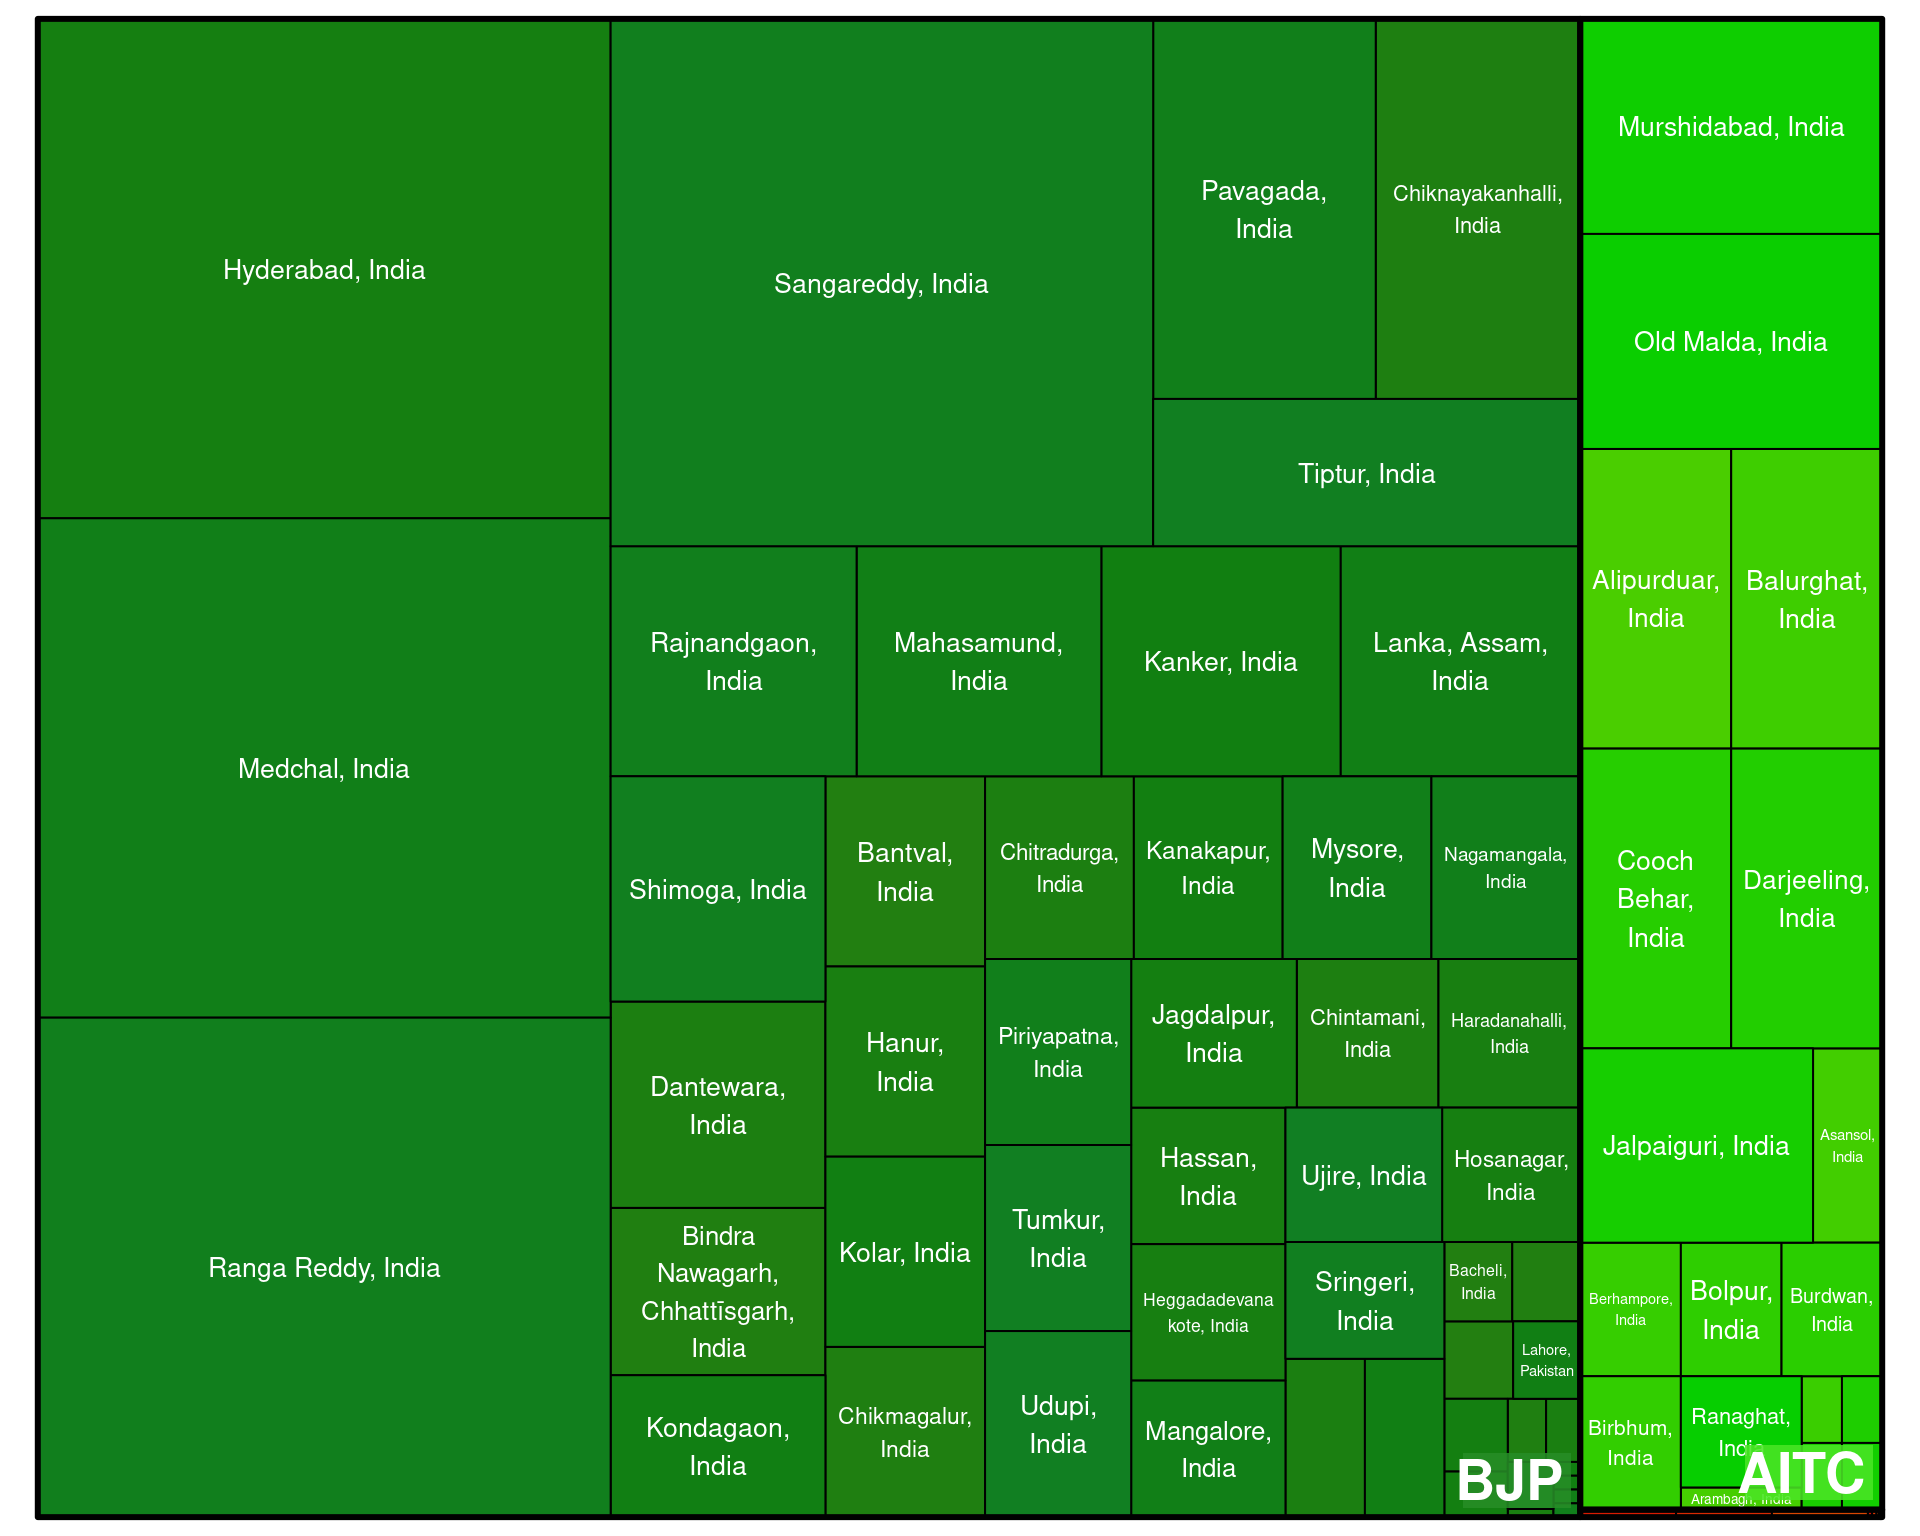 Hyderabad, India
Medchal, India
Ranga Reddy, India
Sangareddy, India
Pavagada,
India
Chiknayakanhalli,
India
Tiptur, India
Rajnandgaon,
India
Mahasamund,
India
Kanker, India
Lanka, Assam,
India
Shimoga, India
Dantewara,
India
Bindra
Nawagarh,
Chhattīsgarh,
India
Kondagaon,
India
Bantval,
India
Hanur,
India
Kolar, India
Chikmagalur,
India
Chitradurga,
India
Kanakapur,
India
Mysore,
India
Nagamangala,
India
Piriyapatna,
India
Tumkur,
India
Udupi,
India
Jagdalpur,
India
Chintamani,
India
Haradanahalli,
India
Hassan,
India
Heggadadevana
kote, India
Mangalore,
India
Ujire, India
Hosanagar,
India
Sringeri,
India
Bacheli,
India
Lahore,
Pakistan
BJP
Murshidabad, India
Old Malda, India
Alipurduar,
India
Balurghat,
India
Cooch
Behar,
India
Darjeeling,
India
Jalpaiguri, India
Asansol,
India
Berhampore,
India
Bolpur,
India
Burdwan,
India
Birbhum,
India
Ranaghat,
India
Arambagh, India
AITC